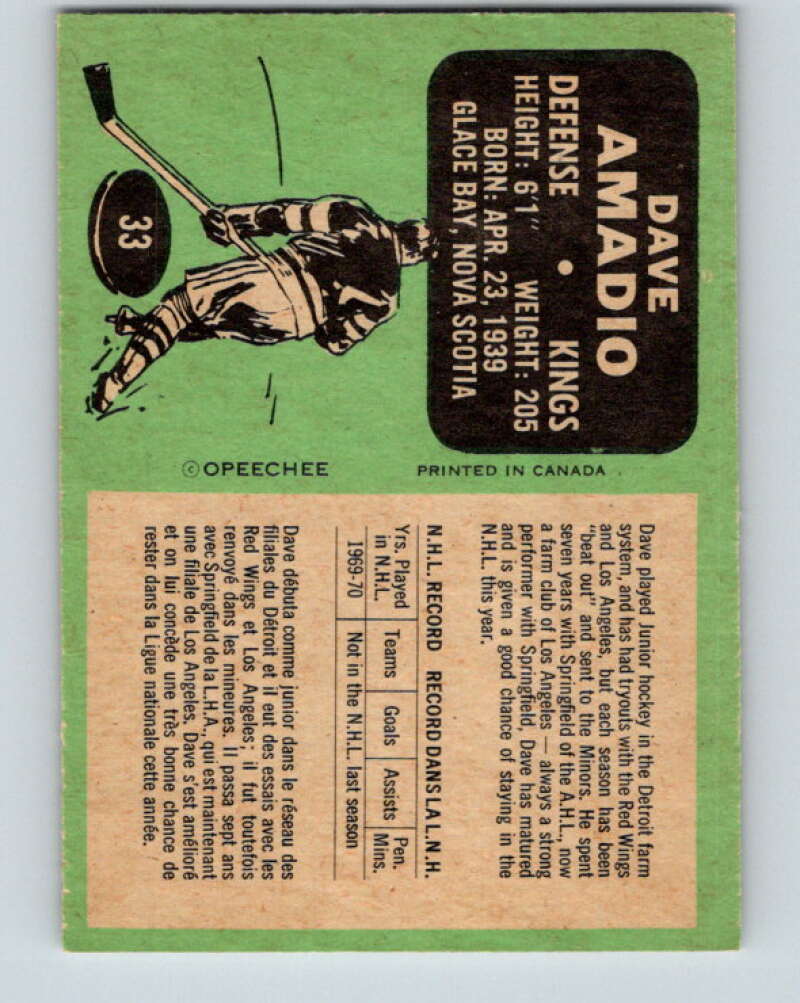 DAVE
AMADIO
DEFENSE • KINGS
HEIGHT: 6'1" WEIGHT: 205
BORN: APR. 23, 1939
GLACE BAY, NOVA SCOTIA
33
©OPEECHEE
PRINTED IN CANADA
Dave played Junior hockey in the Detroit farm
system, and has had tryouts with the Red Wings
and Los Angeles, but each season has been
"beat out" and sent to the Minors. He spent
seven years with Springfield of the A.H.L., now
a farm club of Los Angeles — always a strong
performer with Springfield, Dave has matured
and is given a good chance of staying in the
N.H.L. this year.
N.H.L. RECORD RECORD DANS LA L.N.H.
Yrs. Played in N.H.L. Teams Goals Assists Pen. Mins.
1969-70 Not in the N.H.L. last season
Dave débuta comme junior dans le réseau des
filiales du Détroit et il eut des essais avec les
Red Wings et Los Angeles; il fut toutefois
renvoyé dans les mineures. Il passa sept ans
avec Springfield de la L.H.A., qui est maintenant
une filiale de Los Angeles. Dave s'est amélioré
et on lui concède une très bonne chance de
rester dans la Ligue nationale cette année.